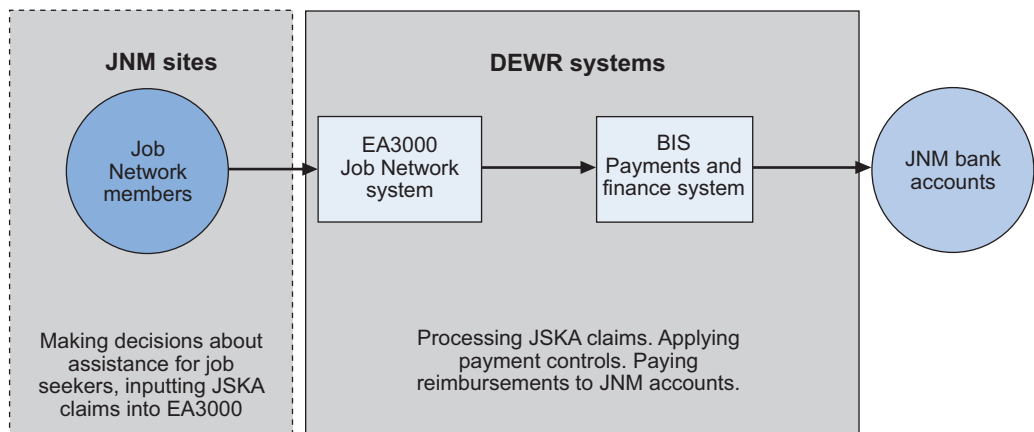 JNM sites
Job
Network
members
Making decisions about
assistance for job
seekers, inputting JSKA
claims into EA3000
DEWR systems
EA3000
Job Network
system
BIS
Payments and
finance system
Processing JSKA claims. Applying
payment controls. Paying
reimbursements to JNM accounts.
JNM bank
accounts